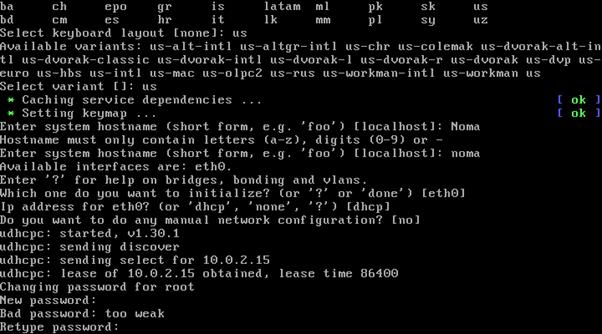 ba ch epo gr is latam ml pk sk us
bd cm es hr it lk mm pl sy uz
Select keyboard layout [none]: us
Available variants: us-alt-intl us-altgr-intl us-chr us-colemak us-dvorak-alt-in
tl us-dvorak-classic us-dvorak-intl us-dvorak-l us-dvorak-r us-dvorak us-dvp us-
euro us-hbs us-intl us-mac us-olpc2 us-rus us-workman-intl us-workman us
Select variant []: us
* Caching service dependencies ... [ ok ]
* Setting keymap ... [ ok ]
Enter system hostname (short form, e.g. 'foo') [localhost]: Noma
Hostname must only contain letters (a-z), digits (0-9) or -
Enter system hostname (short form, e.g. 'foo') [localhost]: noma
Available interfaces are: eth0.
Enter '?' for help on bridges, bonding and vlans.
Which one do you want to initialize? (or '?' or 'done') [eth0]
Ip address for eth0? (or 'dhcp', 'none', '?') [dhcp]
Do you want to do any manual network configuration? [no]
udhcpc: started, v1.30.1
udhcpc: sending discover
udhcpc: sending select for 10.0.2.15
udhcpc: lease of 10.0.2.15 obtained, lease time 86400
Changing password for root
New password:
Bad password: too weak
Retype password: